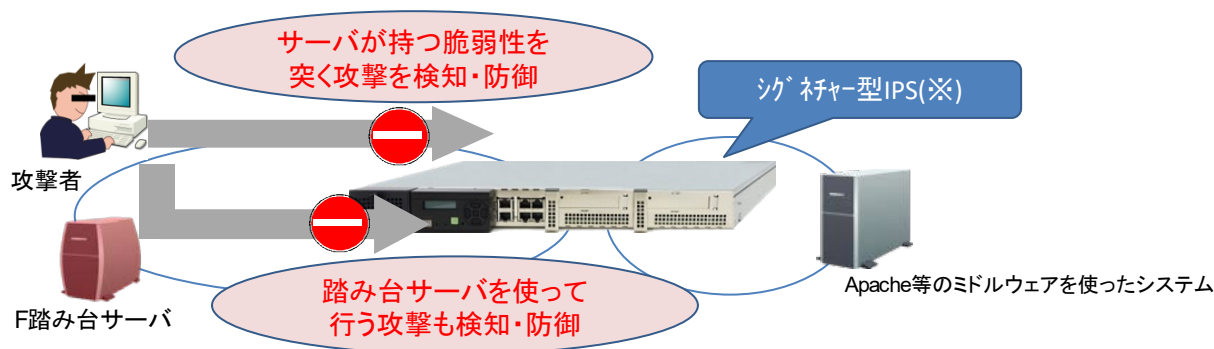 サーバが持つ脆弱性を
突く攻撃を検知・防御
ｼｸﾞﾈﾁｬｰ型IPS(※)
攻撃者
F踏み台サーバ
踏み台サーバを使って
行う攻撃も検知・防御
Apache等のミドルウェアを使ったシステム